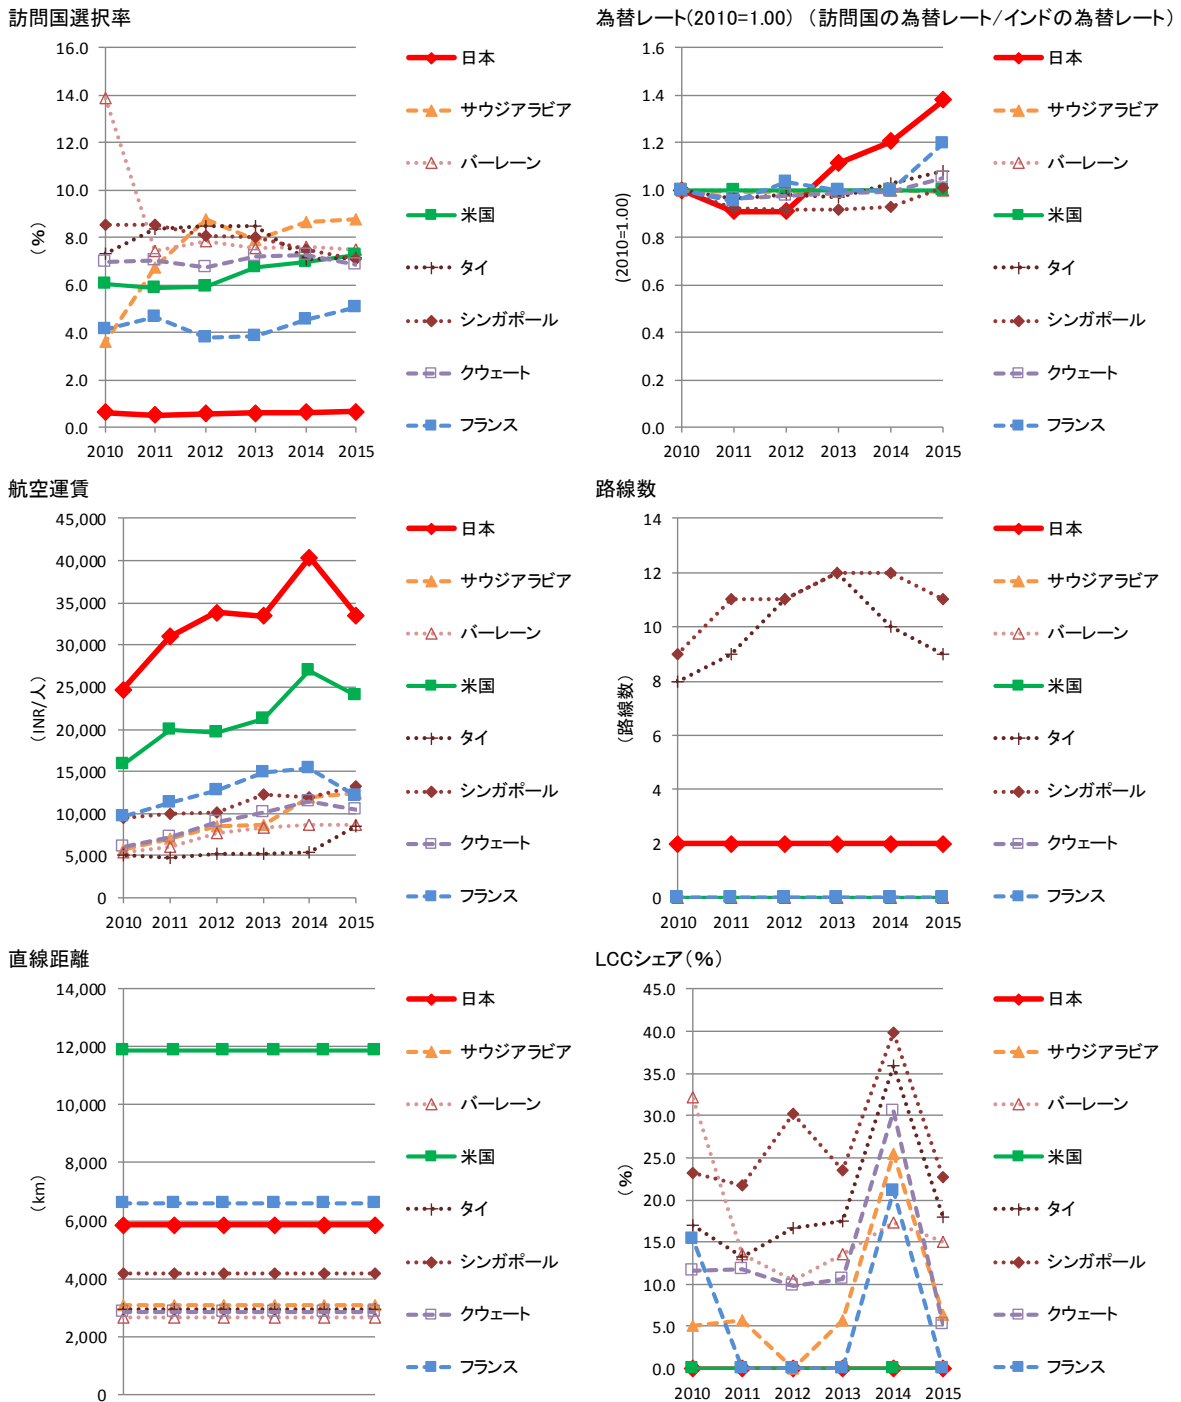 訪問国選択率
16.0
14.0
12.0
10.0
8.0
6.0
4.0
2.0
0.0
(%)
2010 2011 2012 2013 2014 2015
日本
サウジアラビア
バーレーン
米国
タイ
シンガポール
クウェート
フランス
為替レート(2010=1.00) (訪問国の為替レート/インドの為替レート)
1.6
1.4
1.2
1.0
0.8
0.6
0.4
0.2
0.0
(2010=1.00)
2010 2011 2012 2013 2014 2015
日本
サウジアラビア
バーレーン
米国
タイ
シンガポール
クウェート
フランス
航空運賃
45,000
40,000
35,000
30,000
25,000
20,000
15,000
10,000
5,000
0
(INR/人)
2010 2011 2012 2013 2014 2015
日本
サウジアラビア
バーレーン
米国
タイ
シンガポール
クウェート
フランス
路線数
14
12
10
8
6
4
2
0
(路線数)
2010 2011 2012 2013 2014 2015
日本
サウジアラビア
バーレーン
米国
タイ
シンガポール
クウェート
フランス
直線距離
14,000
12,000
10,000
8,000
6,000
4,000
2,000
0
(km)
日本
サウジアラビア
バーレーン
米国
タイ
シンガポール
クウェート
フランス
LCCシェア(%)
45.0
40.0
35.0
30.0
25.0
20.0
15.0
10.0
5.0
0.0
(%)
2010 2011 2012 2013 2014 2015
日本
サウジアラビア
バーレーン
米国
タイ
シンガポール
クウェート
フランス